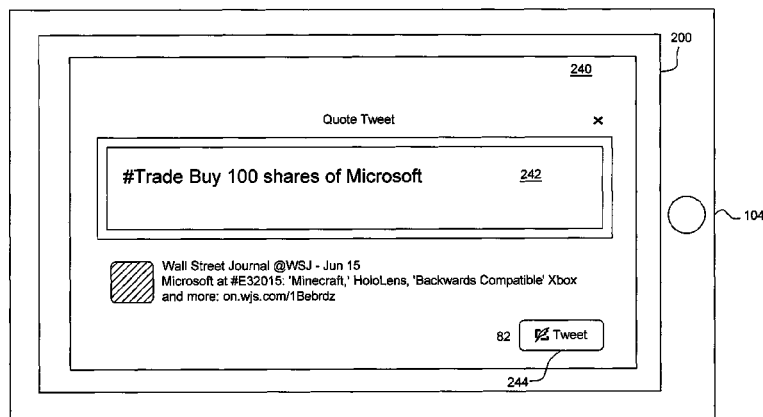 200
240
Quote Tweet ×
#Trade Buy 100 shares of Microsoft 242
104
Wall Street Journal @WSJ - Jun 15
Microsoft at #E32015: 'Minecraft,' HoloLens, 'Backwards Compatible' Xbox
and more: on.wjs.com/1Bebrdz
82 Tweet
244